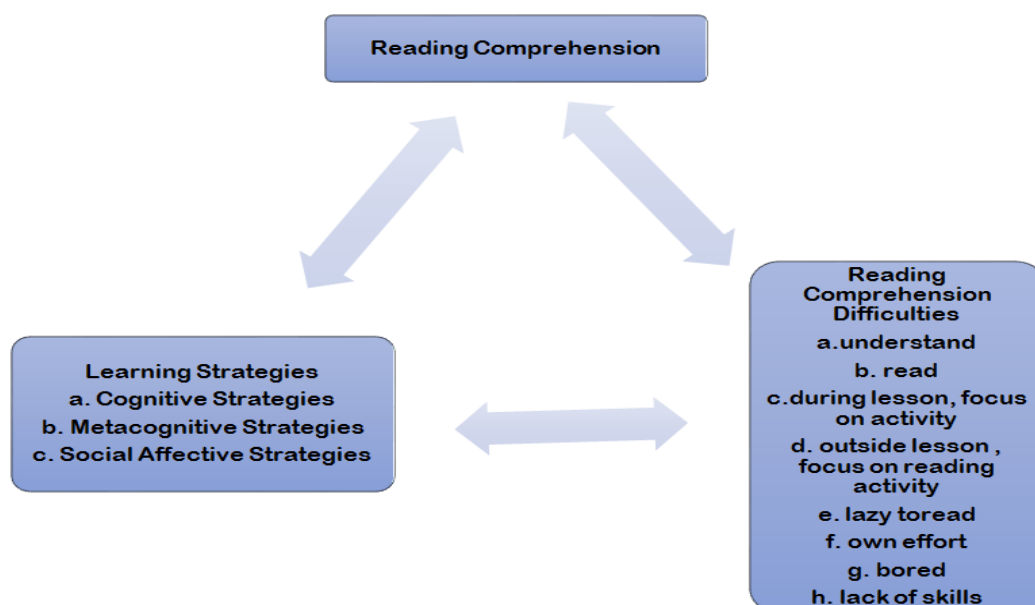 Reading Comprehension
Learning Strategies
a. Cognitive Strategies
b. Metacognitive Strategies
c. Social Affective Strategies
Reading
Comprehension
Difficulties
a.understand
b. read
c.during lesson, focus
on activity
d. outside lesson ,
focus on reading
activity
e. lazy toread
f. own effort
g. bored
h. lack of skills